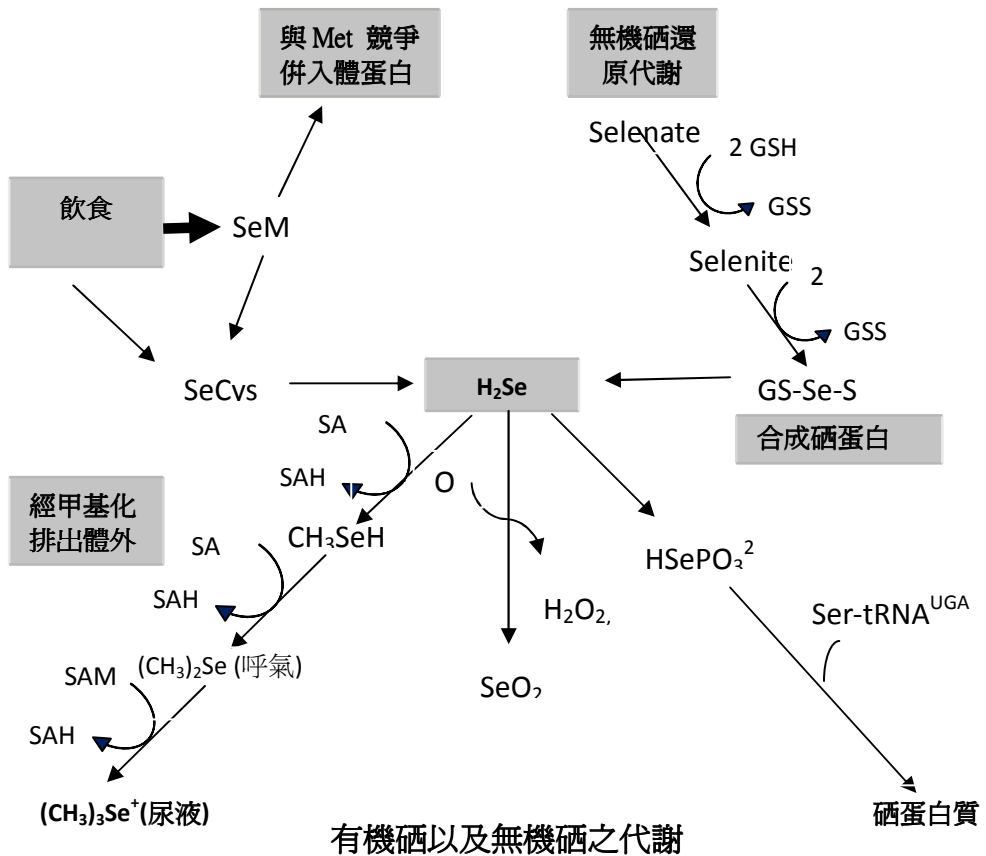 與 Met 競爭
併入體蛋白
無機硒還
原代謝
Selenate
2 GSH
GSS
飲食
SeM
Selenite
2
GSS
SeCys
H₂Se
GS-Se-S
合成硒蛋白
SA
SAH
O
經甲基化
排出體外
CH₃SeH
SA
SAH
HSePO₃²
H₂O₂,
Ser-tRNAᵁᴳᴬ
(CH₃)₂Se (呼氣)
SAM
SeO₂
SAH
(CH₃)₃Se⁺(尿液)
硒蛋白質
有機硒以及無機硒之代謝